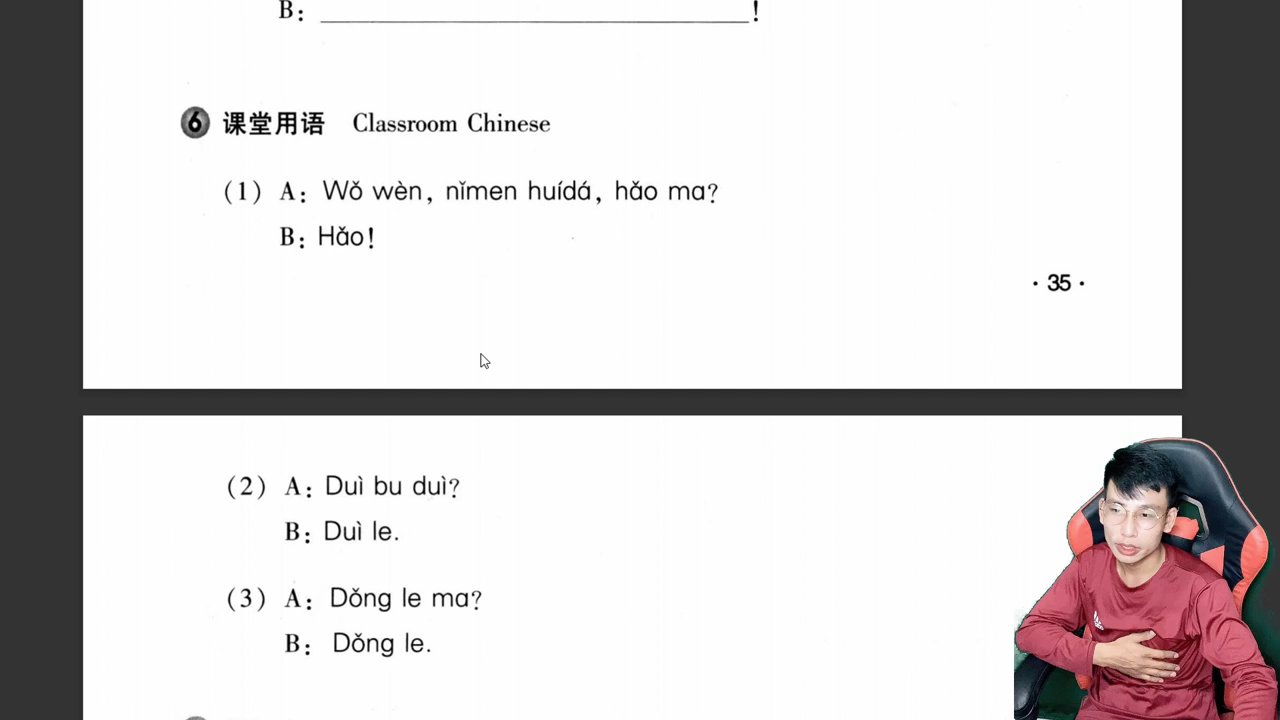 B: ______________________________!
6 课堂用语 Classroom Chinese
(1) A: Wǒ wèn, nǐmen huídá, hǎo ma?
B: Hǎo!
· 35 ·
(2) A: Duì bu duì?
B: Duì le.
(3) A: Dǒng le ma?
B: Dǒng le.